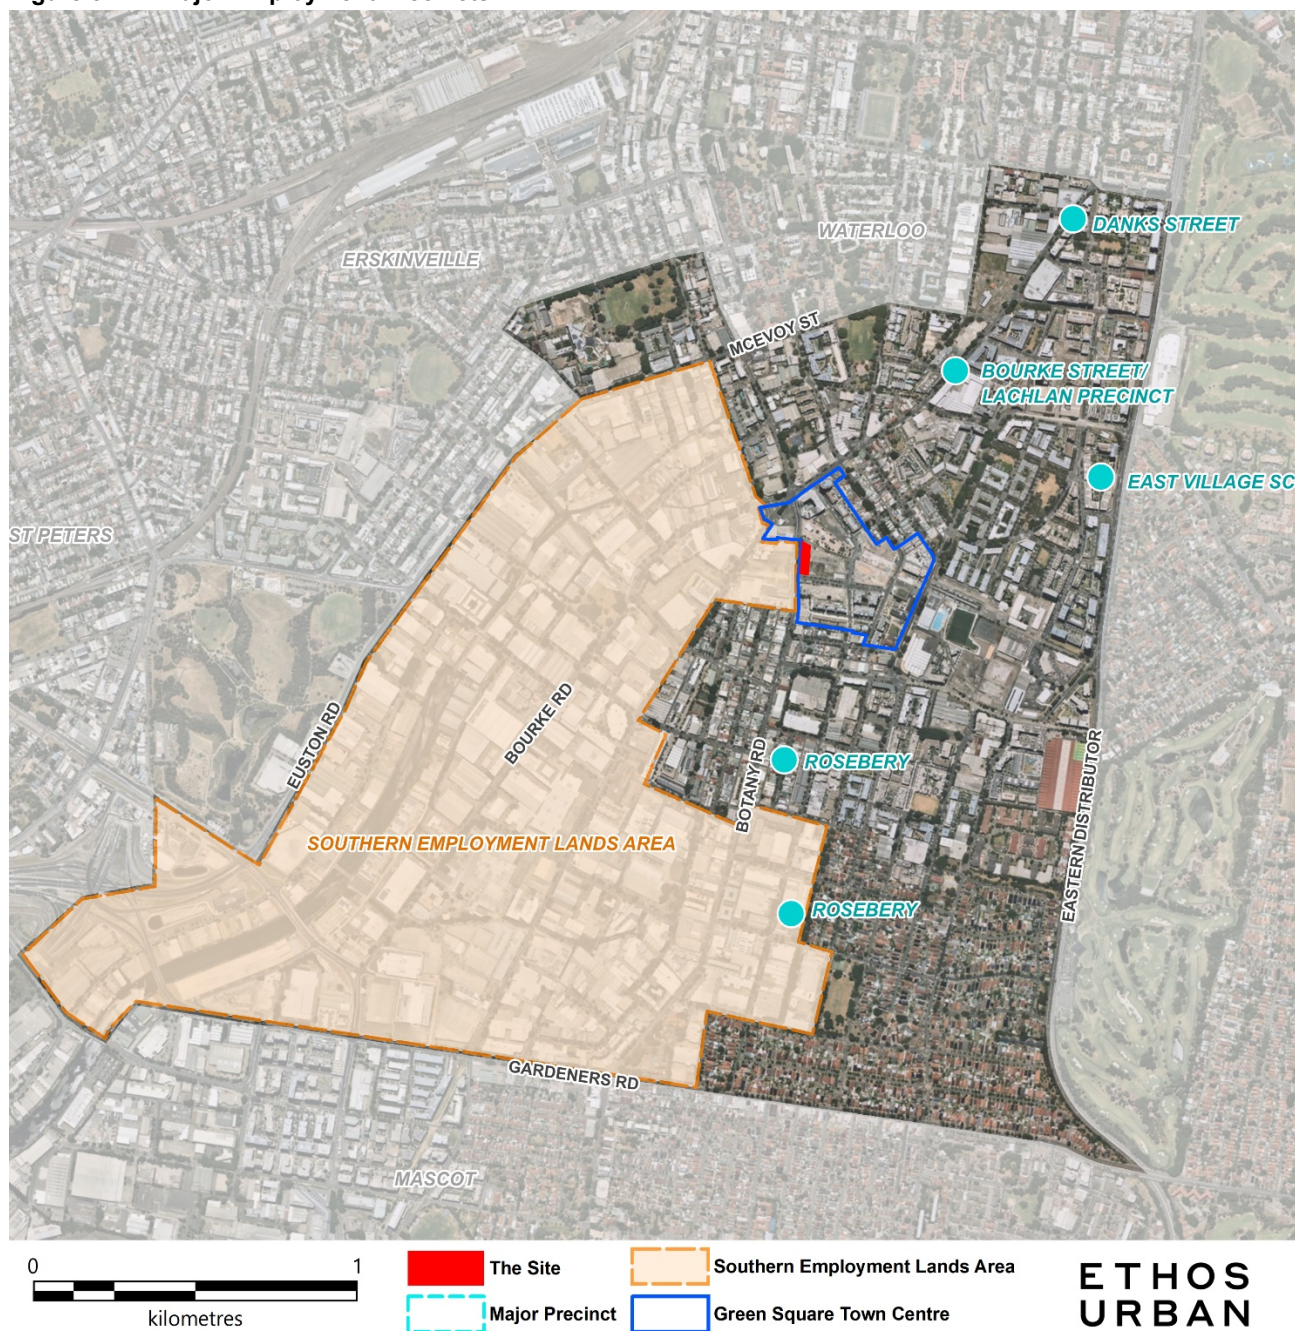 WATERLOO
DANKS STREET
ERSKINVEILLE
MCEVOY ST
BOURKE STREET/
LACHLAN PRECINCT
EAST VILLAGE SC
ST PETERS
EUSTON RD
BOURKE RD
BOTANY RD
ROSEBERY
EASTERN DISTRIBUTOR
SOUTHERN EMPLOYMENT LANDS AREA
ROSEBERY
GARDENERS RD
MASCOT
0 1
kilometres
The Site
Major Precinct
Southern Employment Lands Area
Green Square Town Centre
ETHOS
URBAN